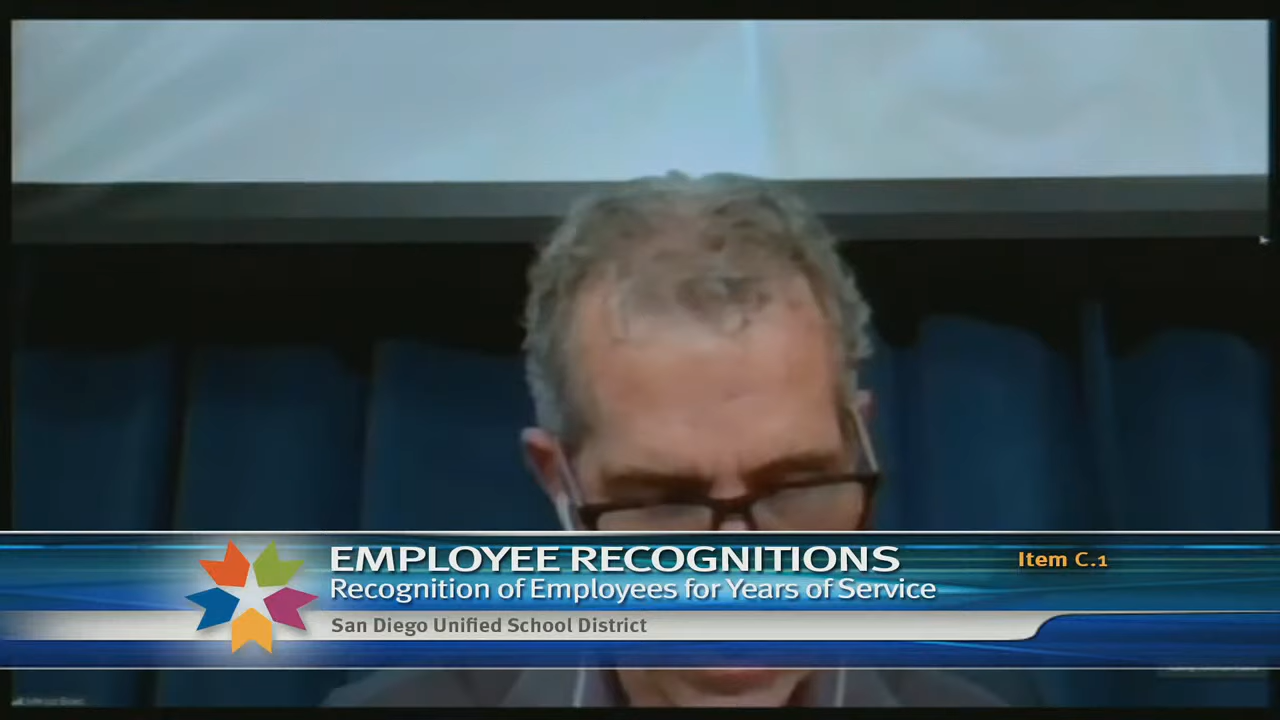 EMPLOYEE RECOGNITIONS
Item C.1
Recognition of Employees for Years of Service
San Diego Unified School District